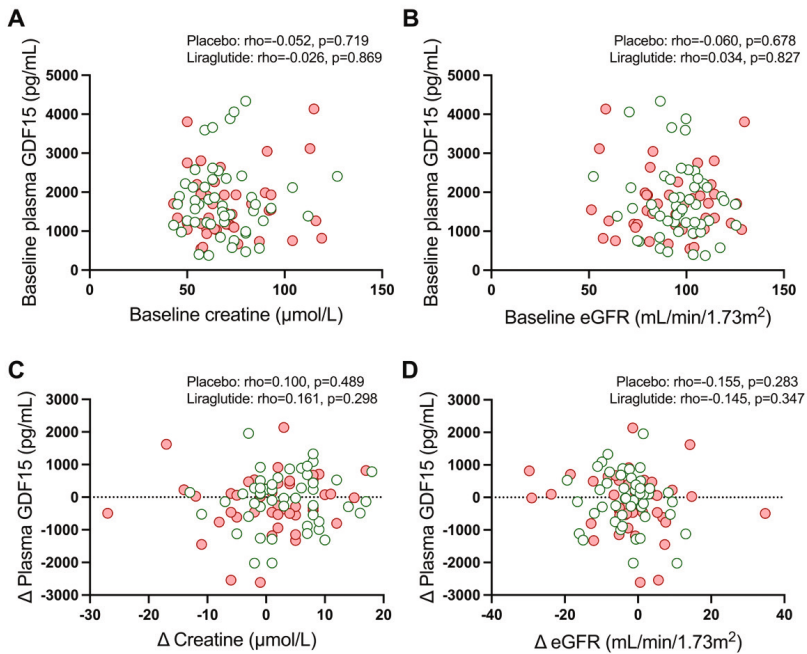 A
Placebo: rho=-0.052, p=0.719
Liraglutide: rho=-0.026, p=0.869
Baseline plasma GDF15 (pg/mL)
5000
4000
3000
2000
1000
0
0 50 100 150
Baseline creatine (μmol/L)
B
Placebo: rho=-0.060, p=0.678
Liraglutide: rho=0.034, p=0.827
Baseline plasma GDF15 (pg/mL)
5000
4000
3000
2000
1000
0
0 50 100 150
Baseline eGFR (mL/min/1.73m²)
C
Placebo: rho=0.100, p=0.489
Liraglutide: rho=0.161, p=0.298
Δ Plasma GDF15 (pg/mL)
3000
2000
1000
0
-1000
-2000
-3000
-30 -20 -10 0 10 20
Δ Creatine (μmol/L)
D
Placebo: rho=-0.155, p=0.283
Liraglutide: rho=-0.145, p=0.347
Δ Plasma GDF15 (pg/mL)
3000
2000
1000
0
-1000
-2000
-3000
-40 -20 0 20 40
Δ eGFR (mL/min/1.73m²)